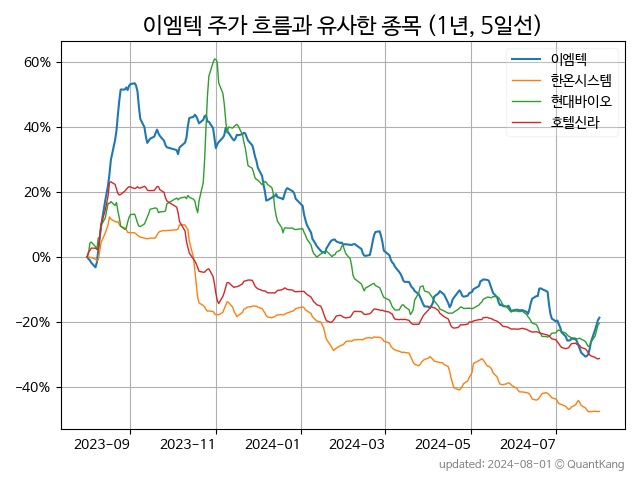 이엠텍 주가 흐름과 유사한 종목 (1년, 5일선)
이엠텍
한온시스템
현대바이오
호텔신라
60%
40%
20%
0%
−20%
−40%
2023-09
2023-11
2024-01
2024-03
2024-05
2024-07
updated: 2024-08-01 © QuantKang